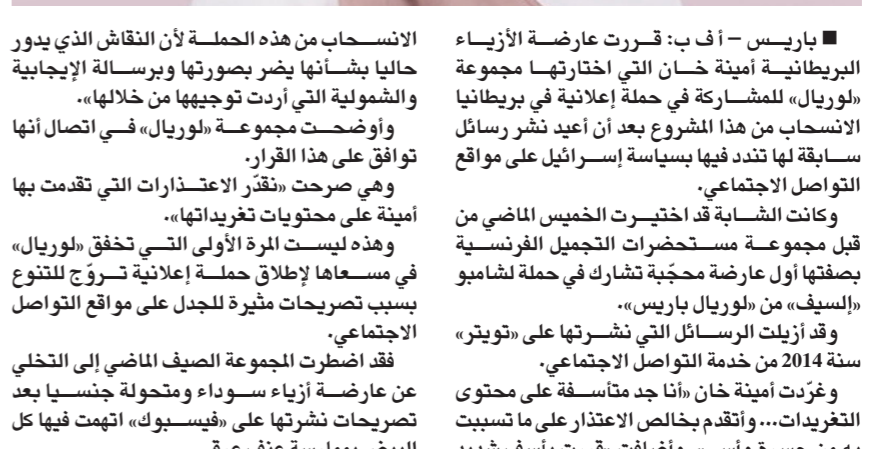 ■ باريس – أ ف ب: قررت عارضة الأزياء
البريطانية أمينة خان التي اختارتها مجموعة
«لوريال» للمشاركة في حملة إعلانية في بريطانيا
الانسحاب من هذا المشروع بعد أن أعيد نشر رسائل
سابقة لها تندد فيها بسياسة إسرائيل على مواقع
التواصل الاجتماعي.
وكانت الشابة قد اختيرت الخميس الماضي من
قبل مجموعة مستحضرات التجميل الفرنسية
بصفتها أول عارضة محجّبة تشارك في حملة لشامبو
«إلسيف» من «لوريال باريس».
وقد أزيلت الرسائل التي نشرتها على «تويتر»
سنة 2014 من خدمة التواصل الاجتماعي.
وغرّدت أمينة خان «أنا جد متأسفة على محتوى
التغريدات... وأتقدم بخالص الاعتذار على ما تسببت
الانسحاب من هذه الحملة لأن النقاش الذي يدور
حاليا بشأنها يضر بصورتها وبرسالة الإيجابية
والشمولية التي أردت توجيهها من خلالها».
وأوضحت مجموعة «لوريال» في اتصال أنها
توافق على هذا القرار.
وهي صرحت «نقدّر الاعتذارات التي تقدمت بها
أمينة على محتويات تغريداتها».
وهذه ليست المرة الأولى التي تخفق «لوريال»
في مسعاها لإطلاق حملة إعلانية تروّج للتنوع
بسبب تصريحات مثيرة للجدل على مواقع التواصل
الاجتماعي.
فقد اضطرت المجموعة الصيف الماضي إلى التخلي
عن عارضة أزياء سوداء ومتحولة جنسيا بعد
تصريحات نشرتها على «فيسبوك» اتهمت فيها كل